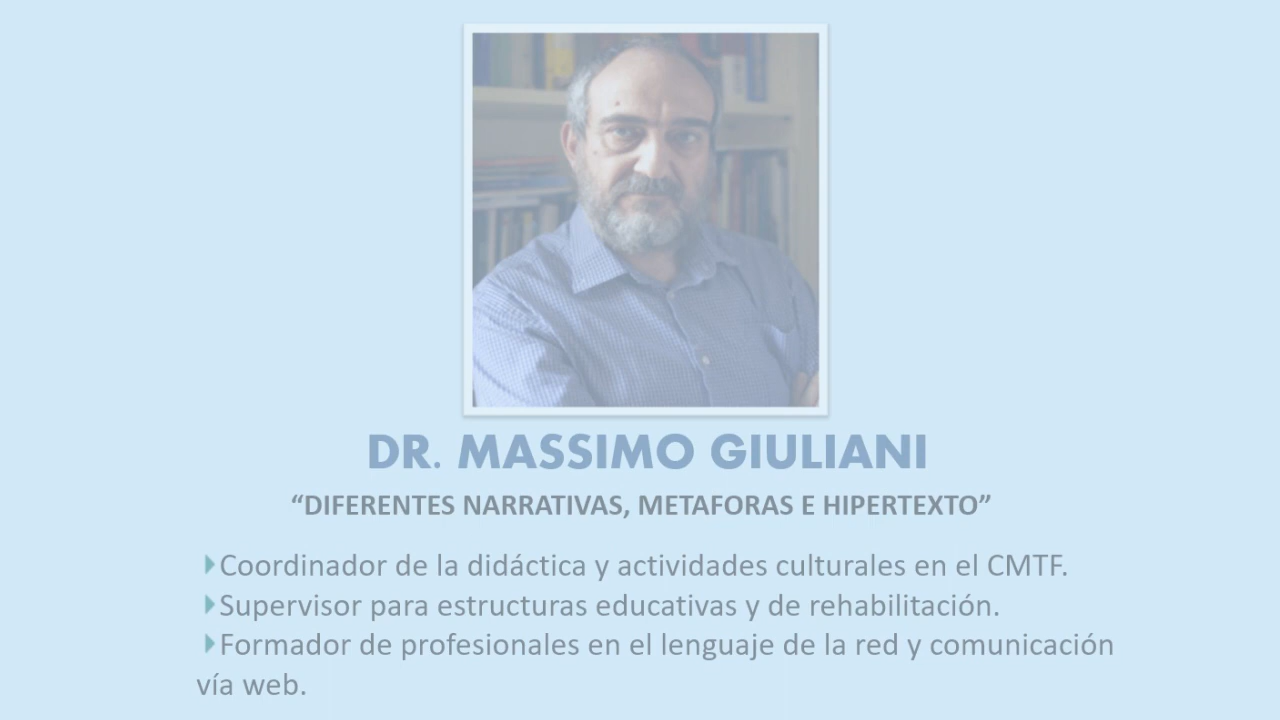 DR. MASSIMO GIULIANI
“DIFERENTES NARRATIVAS, METAFORAS E HIPERTEXTO”
Coordinador de la didáctica y actividades culturales en el CMTF.
Supervisor para estructuras educativas y de rehabilitación.
Formador de profesionales en el lenguaje de la red y comunicación
vía web.